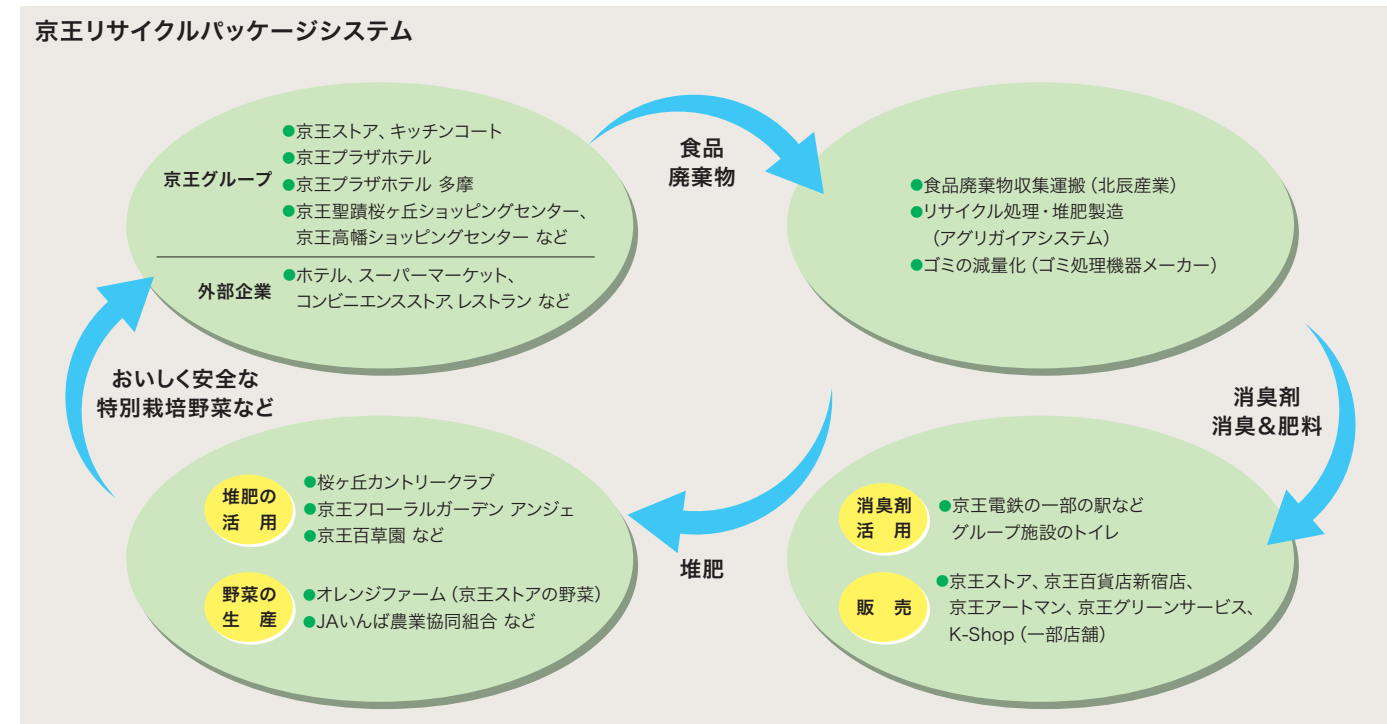 京王リサイクルパッケージシステム
京王グループ
●京王ストア、キッチンコート
●京王プラザホテル
●京王プラザホテル 多摩
●京王聖蹟桜ヶ丘ショッピングセンター、
京王高幡ショッピングセンター など
外部企業
●ホテル、スーパーマーケット、
コンビニエンスストア、レストラン など
食品
廃棄物
●食品廃棄物収集運搬（北辰産業）
●リサイクル処理・堆肥製造
（アグリガイアシステム）
●ゴミの減量化（ゴミ処理機器メーカー）
消臭剤
消臭＆肥料
消臭剤
活 用
●京王電鉄の一部の駅など
グループ施設のトイレ
販 売
●京王ストア、京王百貨店新宿店、
京王アートマン、京王グリーンサービス、
K-Shop（一部店舗）
堆肥
堆肥の
活 用
●桜ヶ丘カントリークラブ
●京王フローラルガーデン アンジェ
●京王百草園 など
野菜の
生 産
●オレンジファーム（京王ストアの野菜）
●JAいんば農業協同組合 など
おいしく安全な
特別栽培野菜など